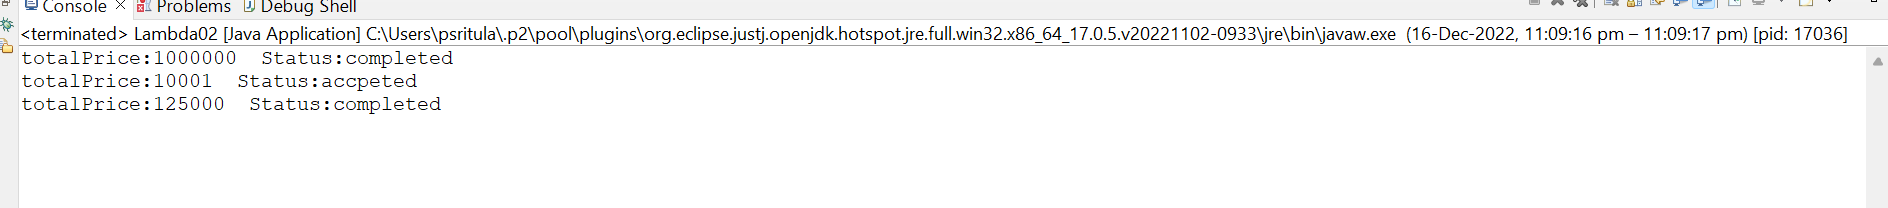 Console Problems Debug Shell
<terminated> Lambda02 [Java Application] C:\Users\psritula\.p2\pool\plugins\org.eclipse.justj.openjdk.hotspot.jre.full.win32.x86_64_17.0.5.v20221102-0933\jre\bin\javaw.exe (16-Dec-2022, 11:09:16 pm – 11:09:17 pm) [pid: 17036]
totalPrice:1000000  Status:completed
totalPrice:10001  Status:accpeted
totalPrice:125000  Status:completed